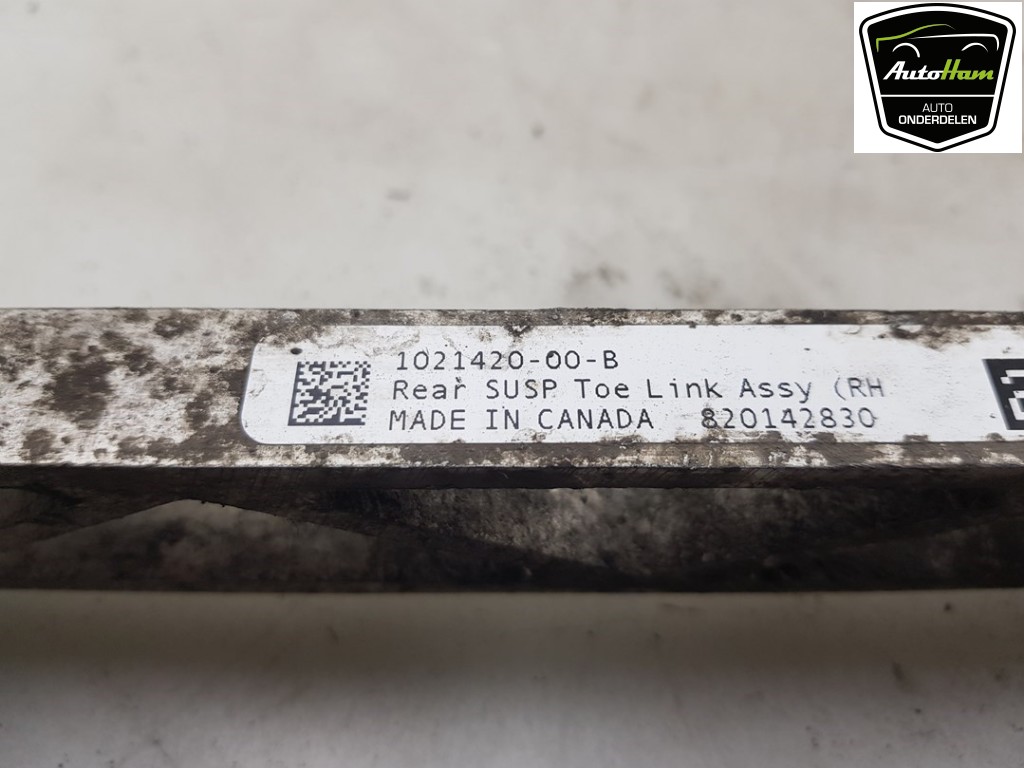 AutoHam
AUTO
ONDERDELEN
1021420-00-B
Rear SUSP Toe Link Assy (RH
MADE IN CANADA 820142830